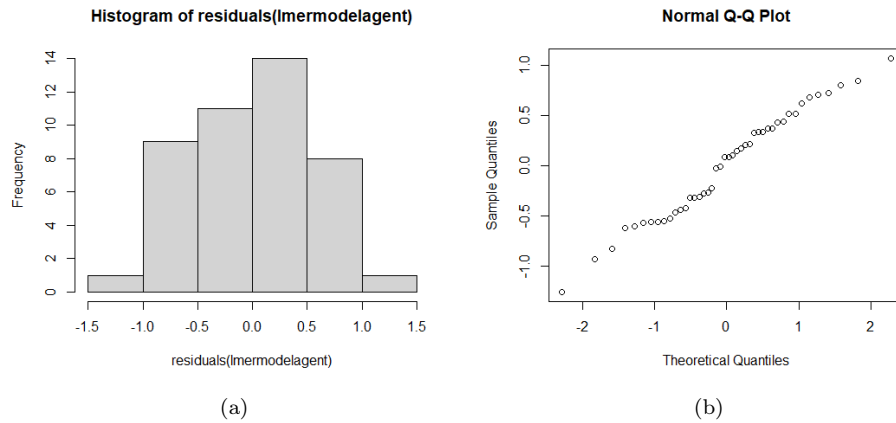 Histogram of residuals(lmermodelagent)
Frequency
0 2 4 6 8 10 12 14
-1.5 -1.0 -0.5 0.0 0.5 1.0 1.5
residuals(lmermodelagent)
(a)
Normal Q-Q Plot
Sample Quantiles
-1.0 -0.5 0.0 0.5 1.0
-2 -1 0 1 2
Theoretical Quantiles
(b)